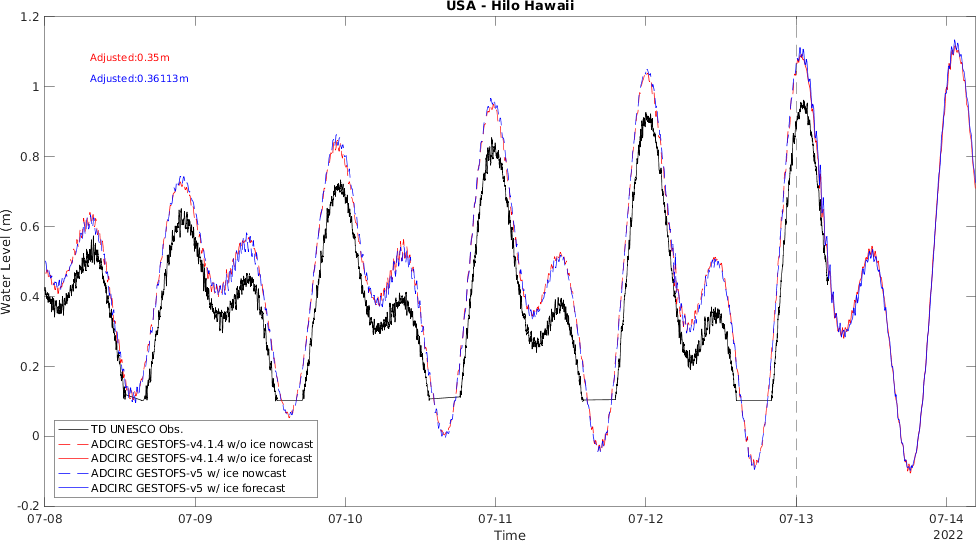 USA - Hilo Hawaii
1.2
Adjusted:0.35m
Adjusted:0.36113m
1
0.8
0.6
0.4
0.2
0
-0.2
Water Level (m)
TD UNESCO Obs.
ADCIRC GESTOFS-v4.1.4 w/o ice nowcast
ADCIRC GESTOFS-v4.1.4 w/o ice forecast
ADCIRC GESTOFS-v5 w/ ice nowcast
ADCIRC GESTOFS-v5 w/ ice forecast
07-08 07-09 07-10 07-11 07-12 07-13 07-14
Time
2022